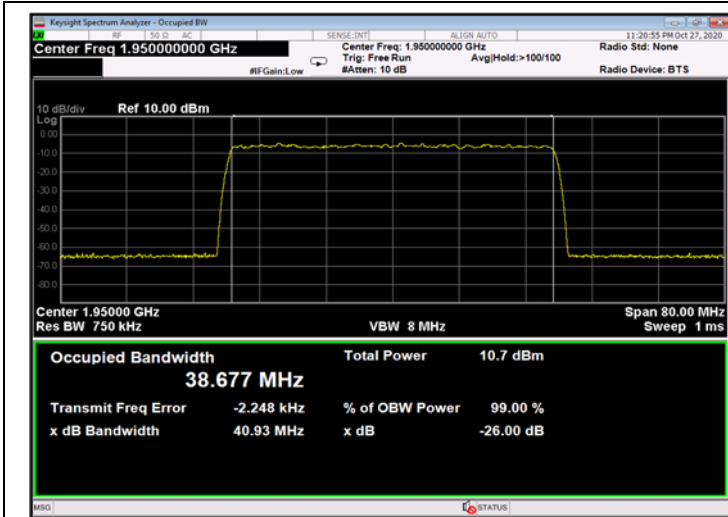 Keysight Spectrum Analyzer - Occupied BW
RF 50 Ω AC SENSE:INT ALIGN AUTO 11:20:55 PM Oct 27, 2020
Center Freq 1.950000000 GHz
Center Freq: 1.950000000 GHz
Radio Std: None
Trig: Free Run Avg|Hold:>100/100
#IFGain:Low #Atten: 10 dB Radio Device: BTS
10 dB/div Ref 10.00 dBm
Log
0.00
-10.0
-20.0
-30.0
-40.0
-50.0
-60.0
-70.0
-80.0
Center 1.95000 GHz Span 80.00 MHz
Res BW 750 kHz VBW 8 MHz Sweep 1 ms
Occupied Bandwidth Total Power 10.7 dBm
38.677 MHz
Transmit Freq Error -2.248 kHz % of OBW Power 99.00 %
x dB Bandwidth 40.93 MHz x dB -26.00 dB
MSG STATUS